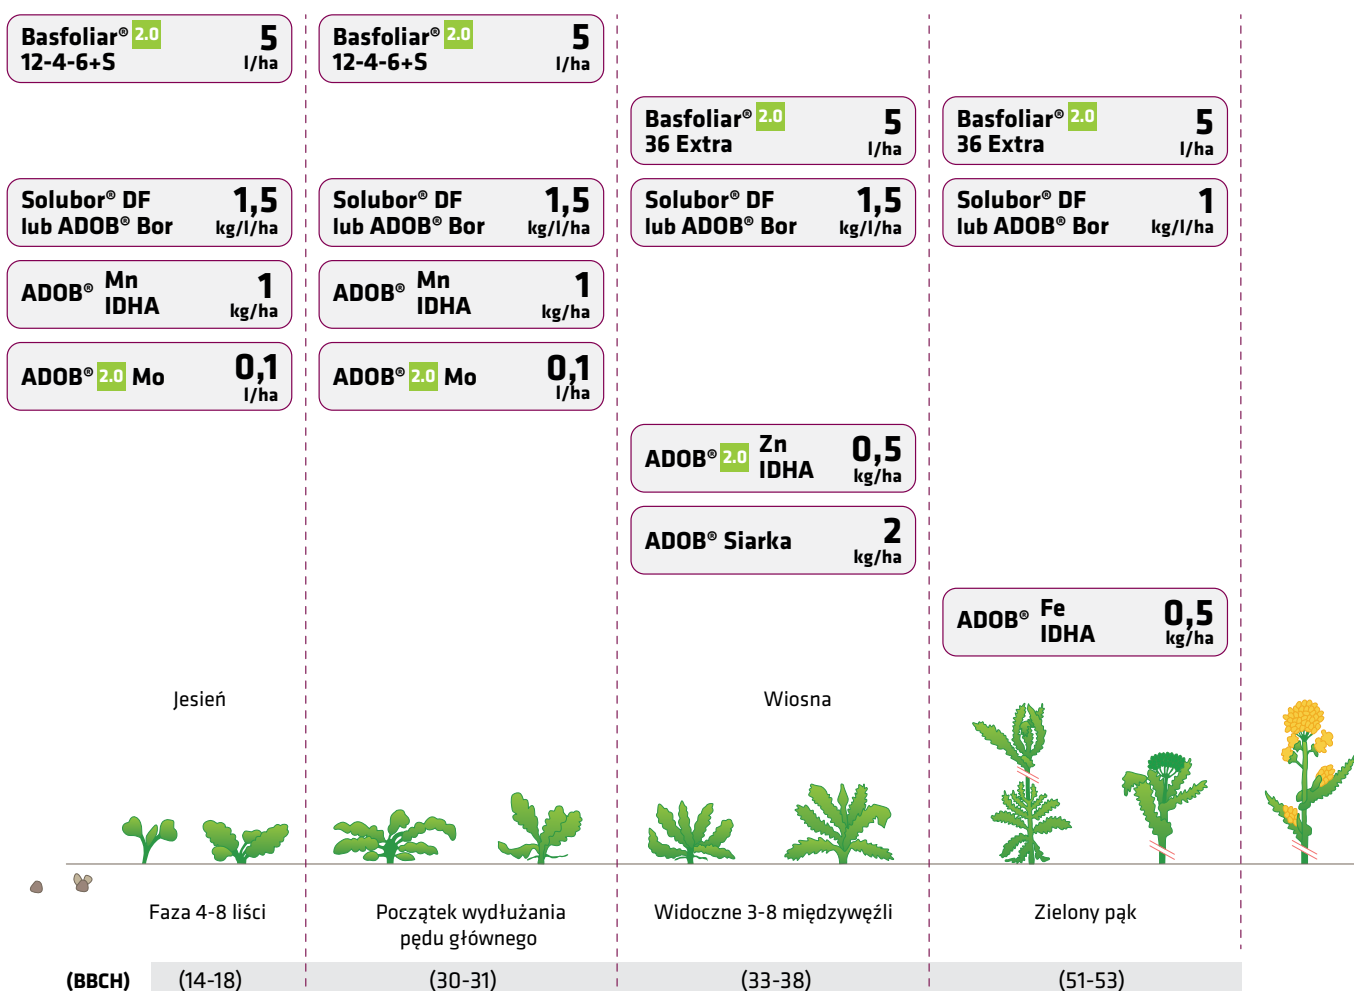 Basfoliar® 2.0
12-4-6+S
5
l/ha
Basfoliar® 2.0
12-4-6+S
5
l/ha
Basfoliar® 2.0
36 Extra
5
l/ha
Basfoliar® 2.0
36 Extra
5
l/ha
Solubor® DF
lub ADOB® Bor
1,5
kg/l/ha
Solubor® DF
lub ADOB® Bor
1,5
kg/l/ha
Solubor® DF
lub ADOB® Bor
1,5
kg/l/ha
Solubor® DF
lub ADOB® Bor
1
kg/l/ha
ADOB® Mn
IDHA
1
kg/ha
ADOB® Mn
IDHA
1
kg/ha
ADOB® 2.0 Mo
0,1
l/ha
ADOB® 2.0 Mo
0,1
l/ha
ADOB® 2.0 Zn
IDHA
0,5
kg/ha
ADOB® Siarka
2
kg/ha
ADOB® Fe
IDHA
0,5
kg/ha
Jesień
Wiosna
Faza 4-8 liści
Początek wydłużania
pędu głównego
Widoczne 3-8 międzywęźli
Zielony pąk
(BBCH) (14-18) (30-31) (33-38) (51-53)